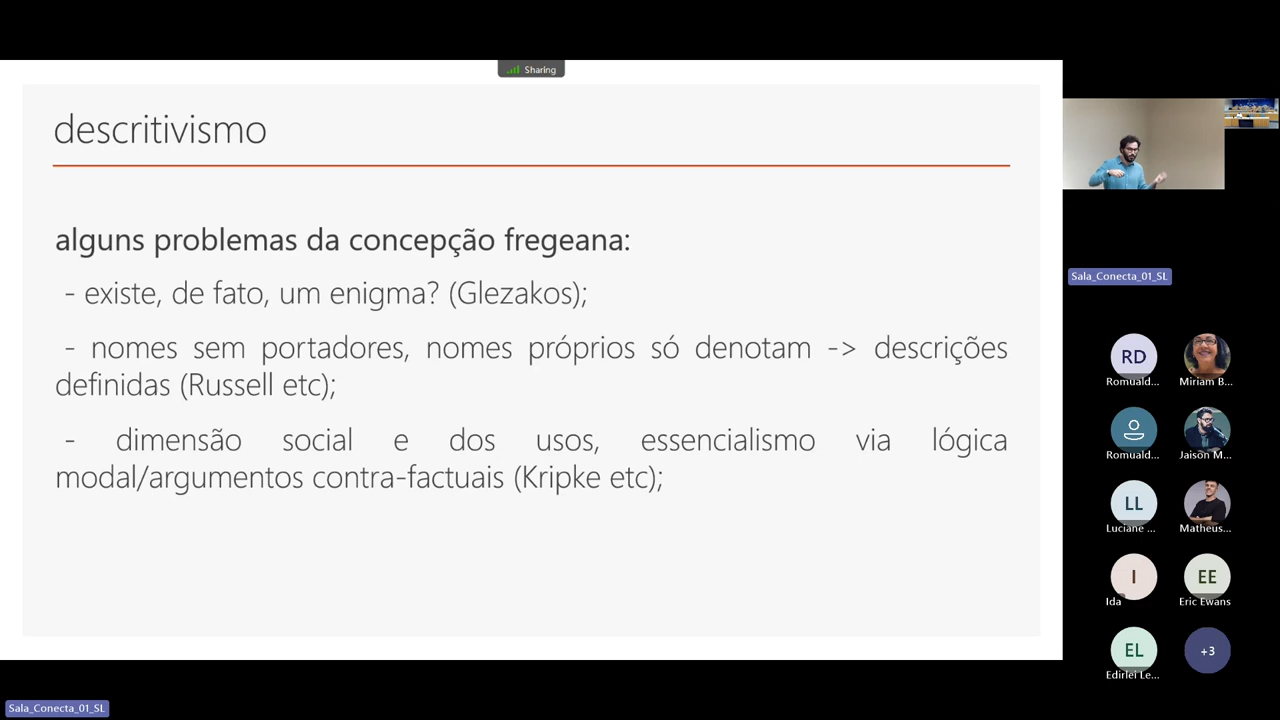 Sharing
descritivismo
alguns problemas da concepção fregeana:
- existe, de fato, um enigma? (Glezakos);
- nomes sem portadores, nomes próprios só denotam -> descrições
definidas (Russell etc);
- dimensão social e dos usos, essencialismo via lógica
modal/argumentos contra-factuais (Kripke etc);
Sala_Conecta_01_SL
RD
Romuald...
Miriam B...
Romuald...
Jaison M...
LL
Luciane ...
Matheus...
I
Ida
EE
Eric Ewans
EL
Edirlei Le...
+3
Sala_Conecta_01_SL